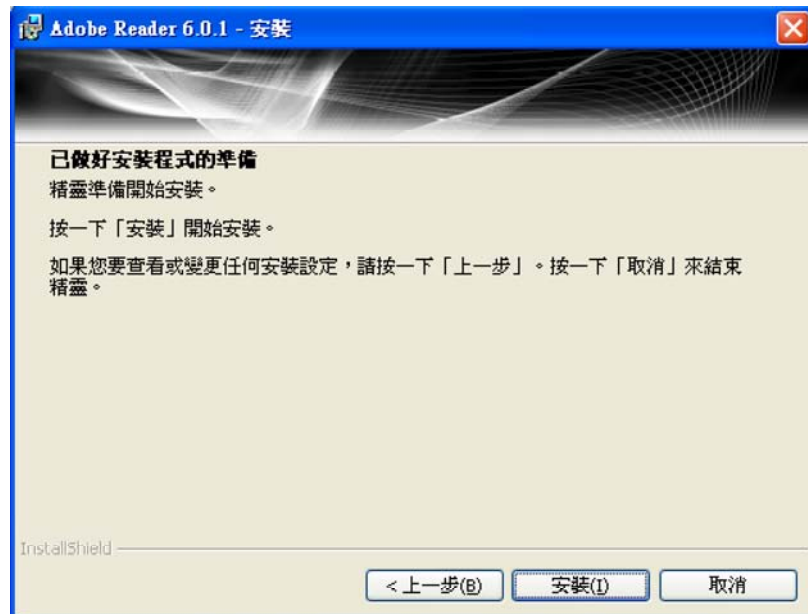 Adobe Reader 6.0.1 - 安裝
已做好安裝程式的準備
精靈準備開始安裝。
按一下「安裝」開始安裝。
如果您要查看或變更任何安裝設定，請按一下「上一步」。按一下「取消」來結束
精靈。
InstallShield
< 上一步(B)
安裝(I)
取消